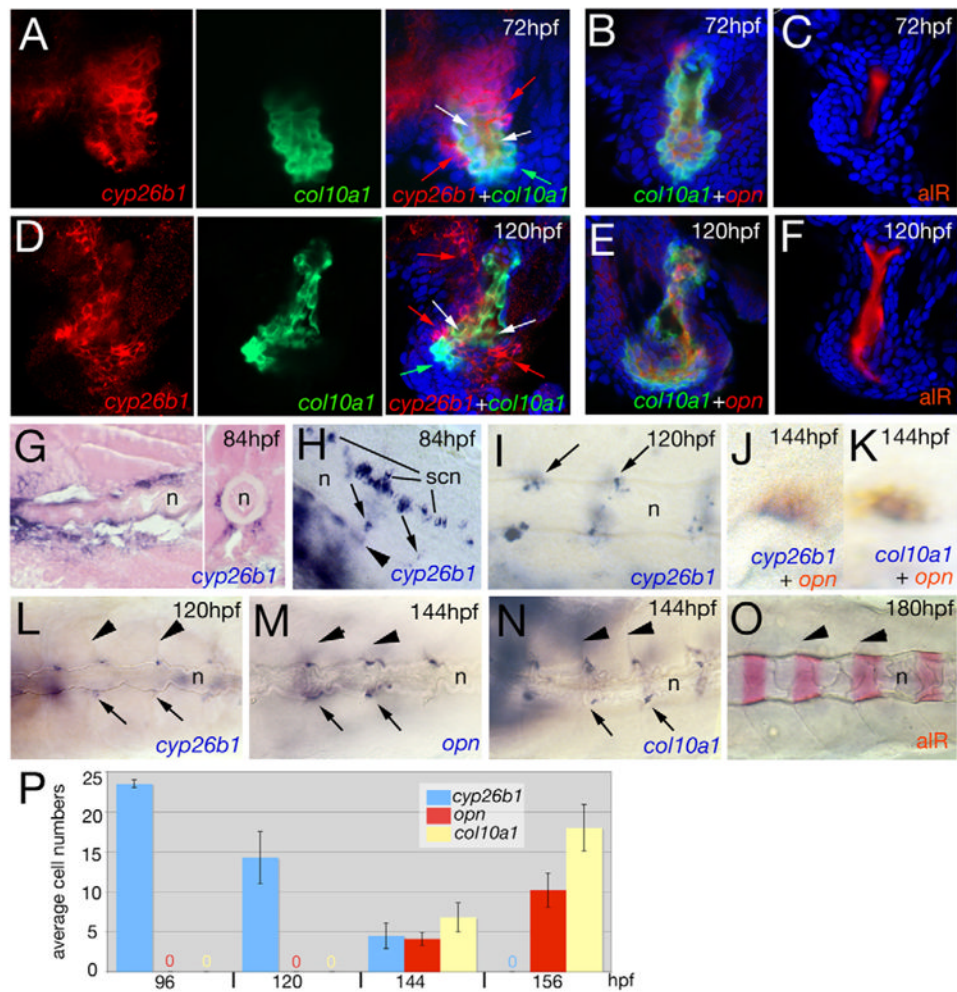 A 72hpf
cyp26b1
col10a1
cyp26b1+col10a1
B 72hpf
col10a1+opn
C 72hpf
alR
D 120hpf
cyp26b1
col10a1
cyp26b1+col10a1
E 120hpf
col10a1+opn
F 120hpf
alR
G 84hpf
n
n
cyp26b1
H 84hpf
n
scn
cyp26b1
I 120hpf
n
cyp26b1
J 144hpf
cyp26b1
+ opn
K 144hpf
col10a1
+ opn
L 120hpf
n
cyp26b1
M 144hpf
n
opn
N 144hpf
n
col10a1
O 180hpf
n
alR
P
average cell numbers
25
20
15
10
5
0
cyp26b1
opn
col10a1
0 0 0 0 0
96 120 144 156 hpf